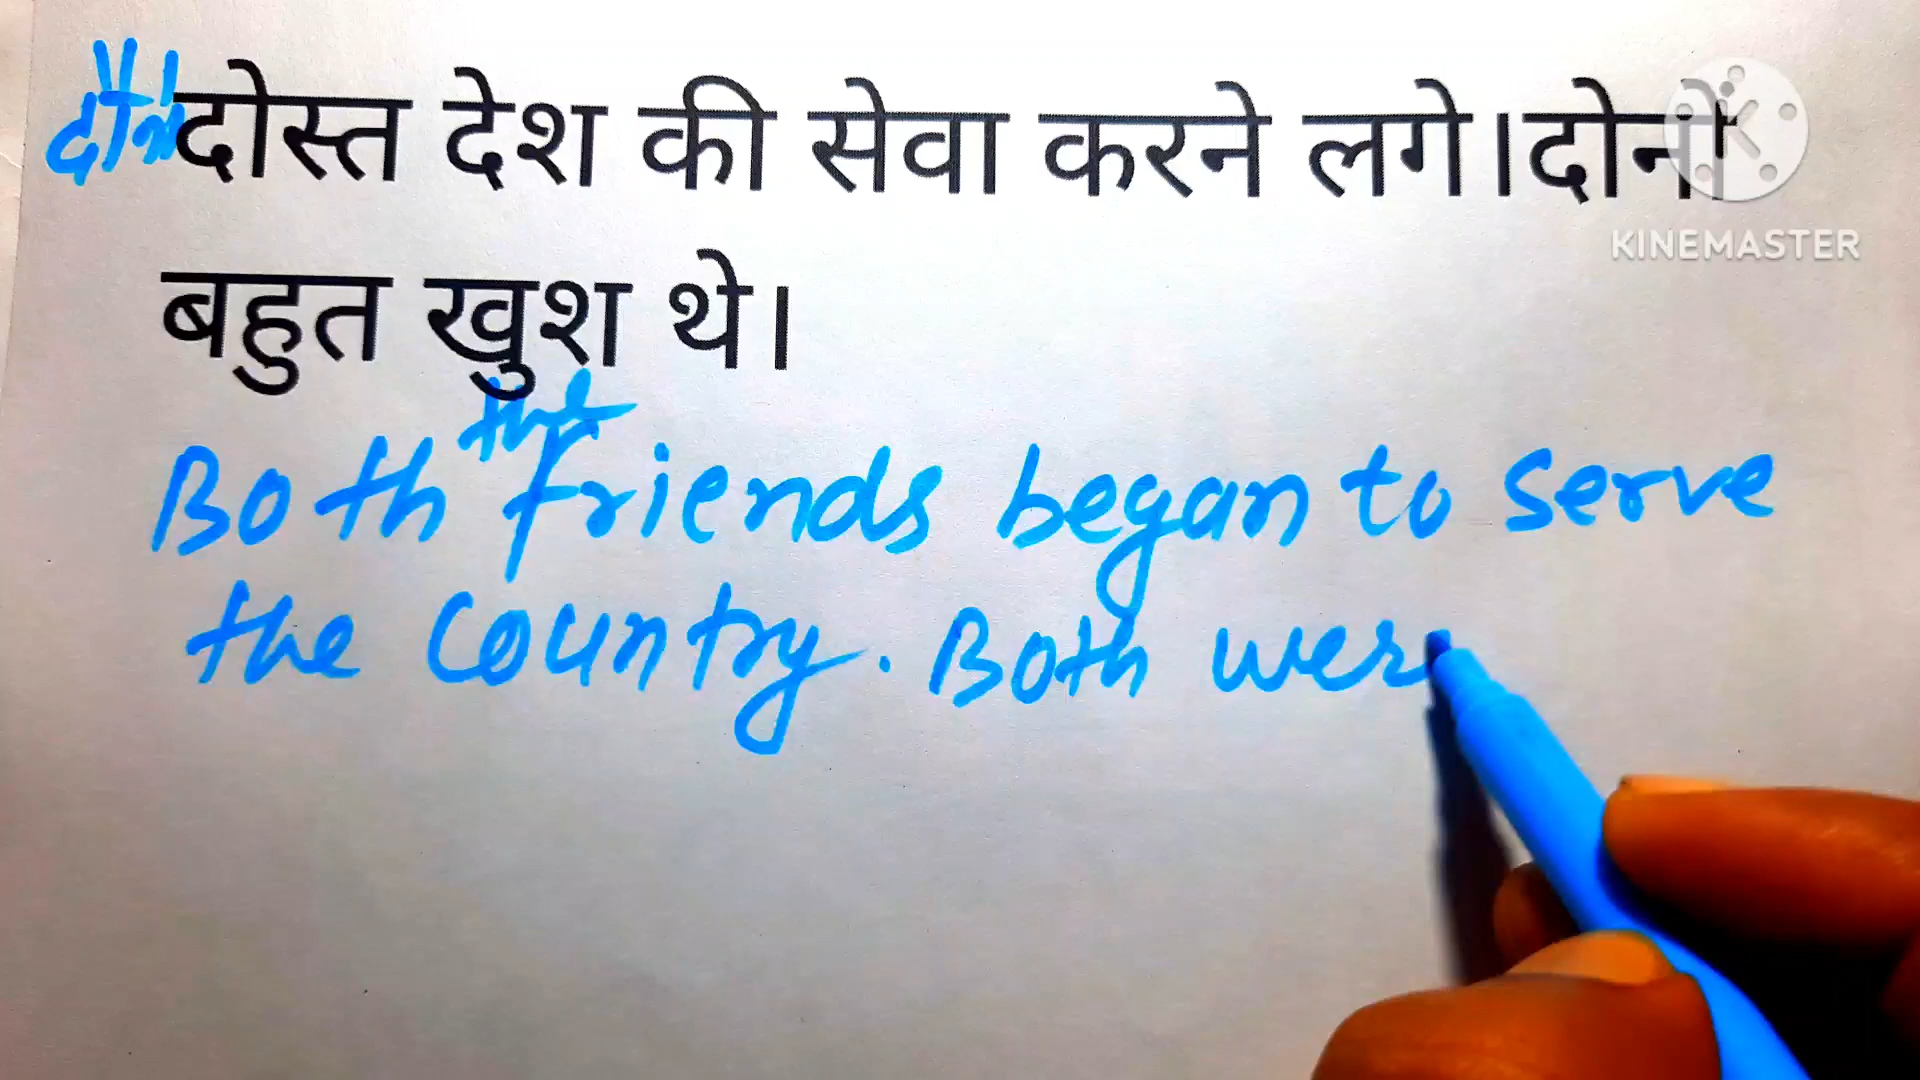 दोनों दोस्त देश की सेवा करने लगे।दोनों
KINEMASTER
बहुत खुश थे।
the
Both friends began to serve
the country. Both were